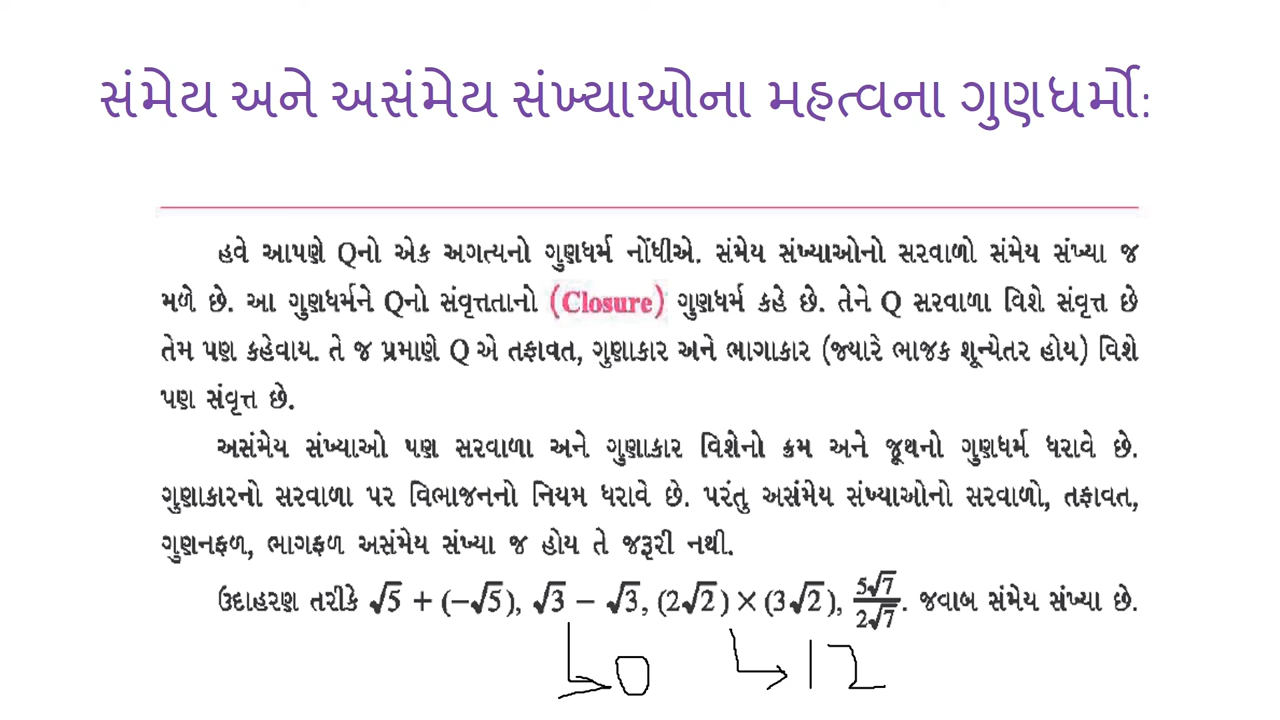 સંમેય અને અસંમેય સંખ્યાઓના મહત્વના ગુણધર્મો:
હવે આપણે Qનો એક અગત્યનો ગુણધર્મ નોંધીએ. સંમેય સંખ્યાઓનો સરવાળો સંમેય સંખ્યા જ
મળે છે. આ ગુણધર્મને Qનો સંવૃત્તતાનો (Closure) ગુણધર્મ કહે છે. તેને Q સરવાળા વિશે સંવૃત્ત છે
તેમ પણ કહેવાય. તે જ પ્રમાણે Q એ તફાવત, ગુણાકાર અને ભાગાકાર (જ્યારે ભાજક શૂન્યેતર હોય) વિશે
પણ સંવૃત્ત છે.
અસંમેય સંખ્યાઓ પણ સરવાળા અને ગુણાકાર વિશેનો ક્રમ અને જૂથનો ગુણધર્મ ધરાવે છે.
ગુણાકારનો સરવાળા પર વિભાજનનો નિયમ ધરાવે છે. પરંતુ અસંમેય સંખ્યાઓનો સરવાળો, તફાવત,
ગુણનફળ, ભાગફળ અસંમેય સંખ્યા જ હોય તે જરૂરી નથી.
ઉદાહરણ તરીકે √5 + (−√5), √3 − √3, (2√2) × (3√2), 5√7/2√7. જવાબ સંમેય સંખ્યા છે.
0 12